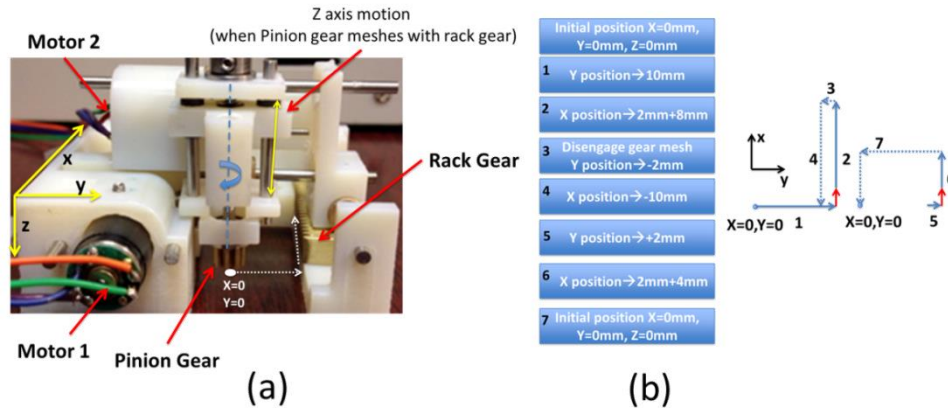 Z axis motion
(when Pinion gear meshes with rack gear)
Motor 2
x
y
z
Rack Gear
X=0
Y=0
Motor 1
Pinion Gear
(a)
Initial position X=0mm,
Y=0mm, Z=0mm
1 Y position→10mm
2 X position→2mm+8mm
3 Disengage gear mesh
Y position→-2mm
4 X position→-10mm
5 Y position→+2mm
6 X position→2mm+4mm
7 Initial position X=0mm,
Y=0mm, Z=0mm
x
y
3
4
2
7
X=0,Y=0
1
X=0,Y=0
5
(b)